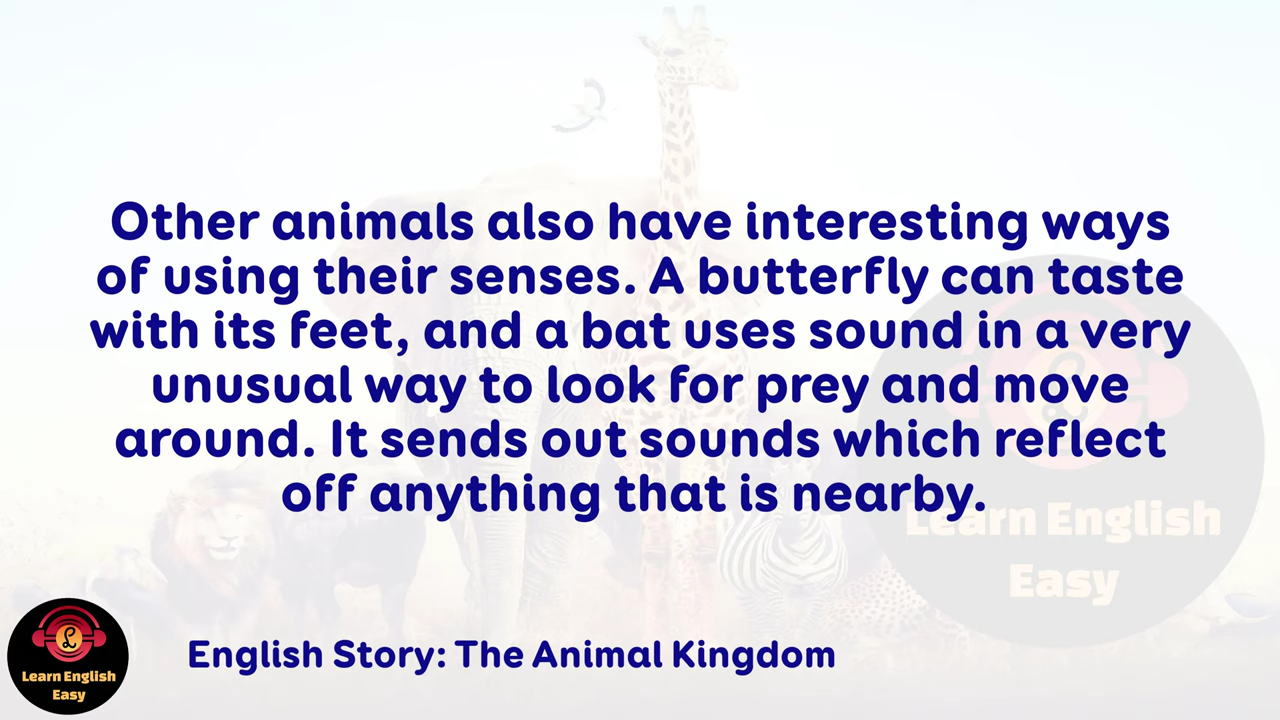 Other animals also have interesting ways
of using their senses. A butterfly can taste
with its feet, and a bat uses sound in a very
unusual way to look for prey and move
around. It sends out sounds which reflect
off anything that is nearby.
Learn English
Easy
L
Learn English
Easy
English Story: The Animal Kingdom